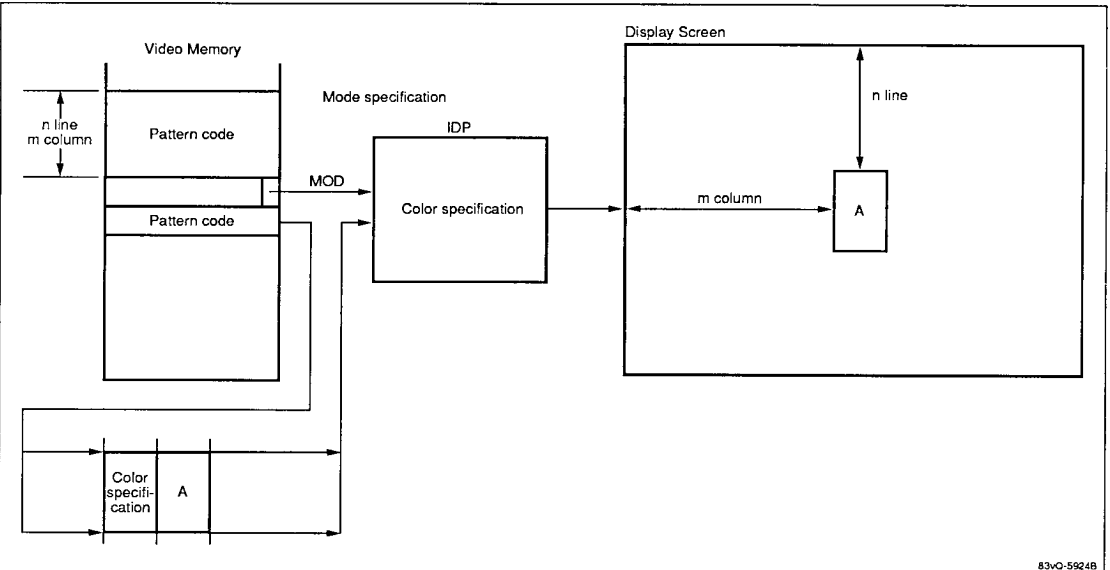 Display Screen
Video Memory
n line
m column
Pattern code
Mode specification
IDP
MOD
Color specification
Pattern code
n line
m column
A
Color
specifi-
cation
A
83vQ-5924B